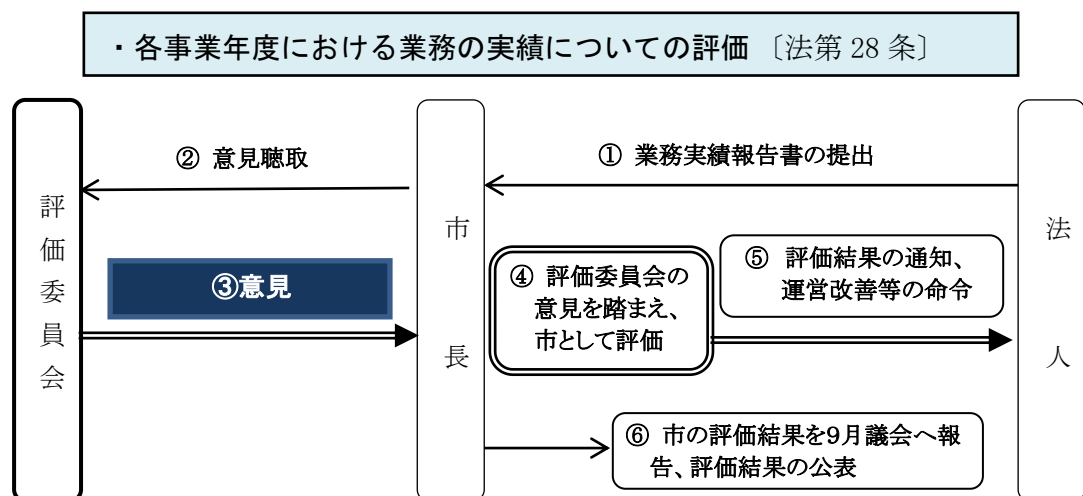 ・各事業年度における業務の実績についての評価 〔法第 28 条〕
② 意見聴取
① 業務実績報告書の提出
評価委員会
市長
法人
③意見
④ 評価委員会の
意見を踏まえ、
市として評価
⑤ 評価結果の通知、
運営改善等の命令
⑥ 市の評価結果を9月議会へ報
告、評価結果の公表